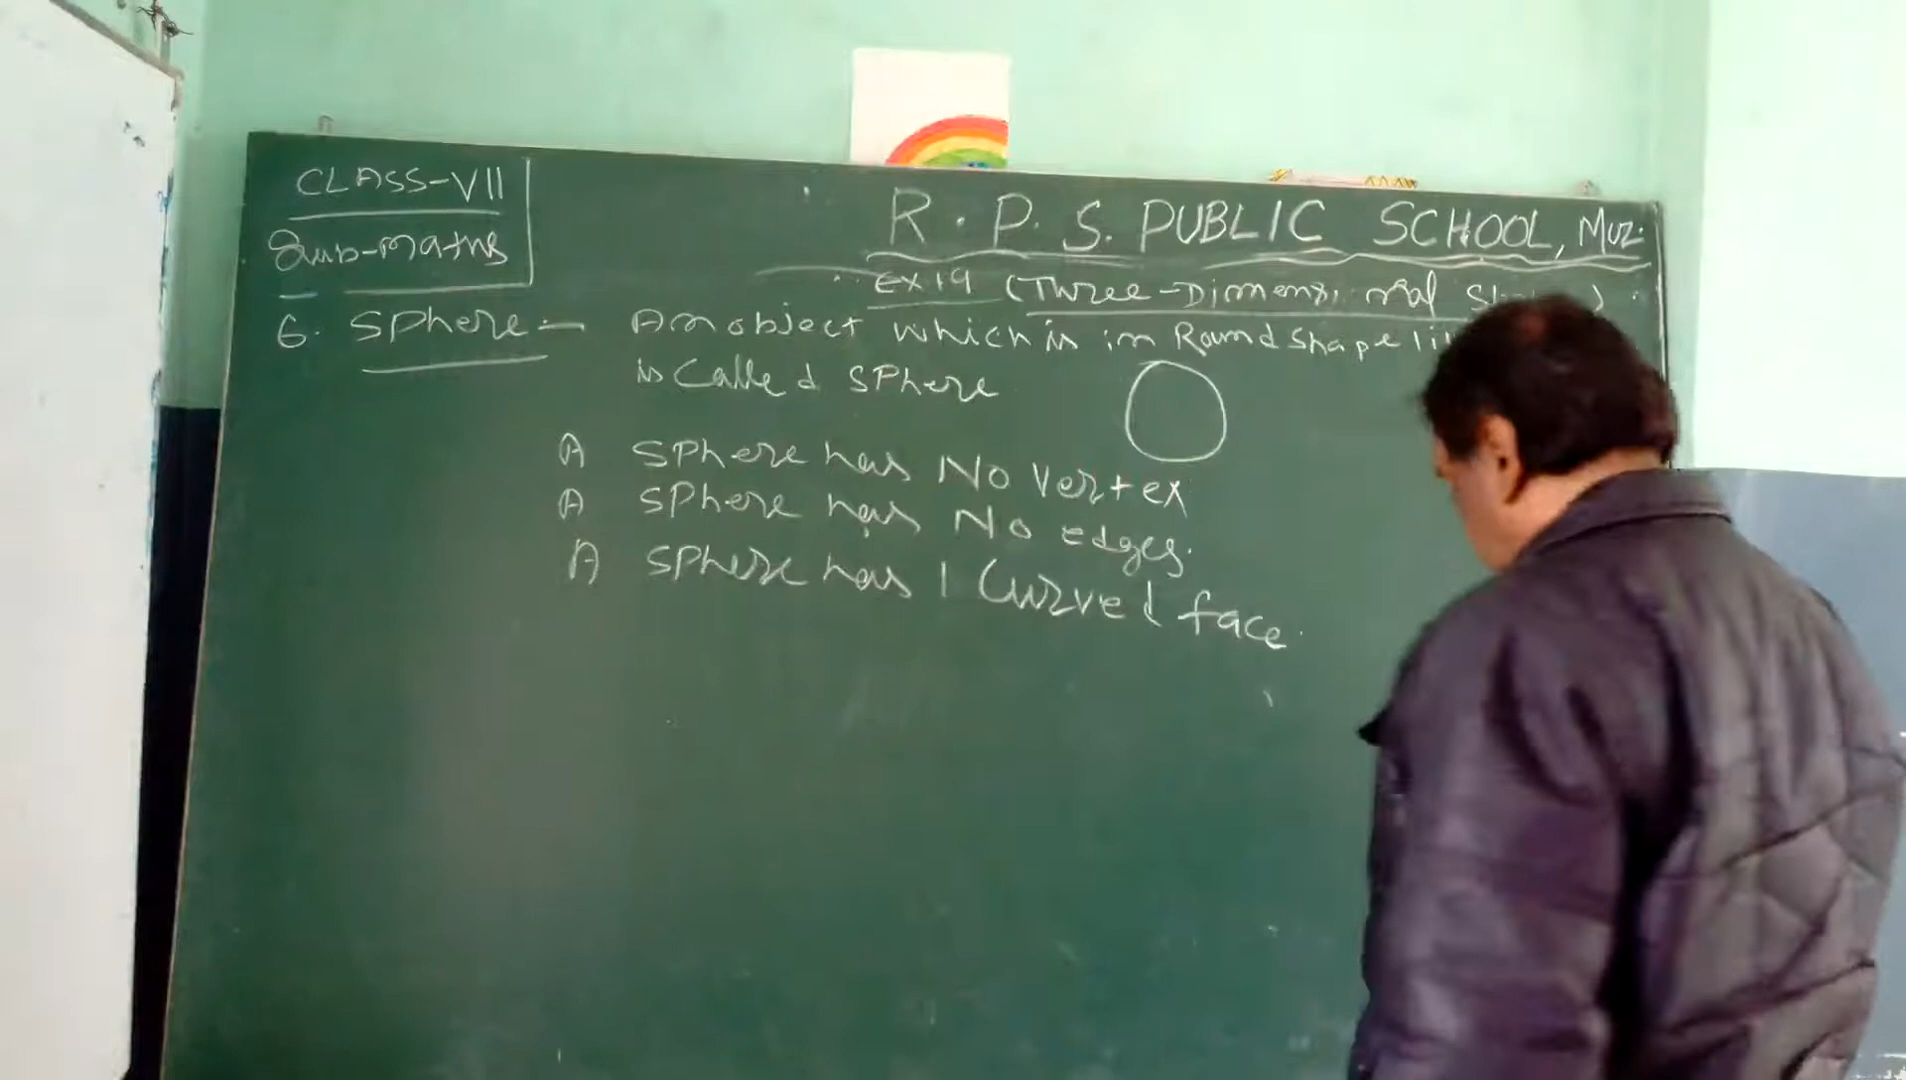 CLASS-VII
Sub-Maths
R. P. S. PUBLIC SCHOOL, MUZ.
EX 19 (Three-Dimensional
6. Sphere:- An object which is in Round shape
is called sphere
A sphere has No Vertex
A sphere has No edges.
A sphere has 1 Curved face.